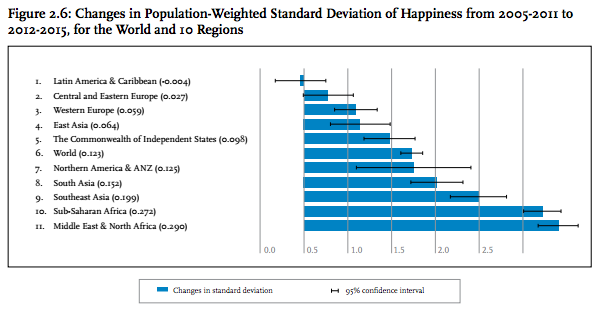 Figure 2.6: Changes in Population-Weighted Standard Deviation of Happiness from 2005-2011 to
2012-2015, for the World and 10 Regions
1. Latin America & Caribbean (-0.004)
2. Central and Eastern Europe (0.027)
3. Western Europe (0.059)
4. East Asia (0.064)
5. The Commonwealth of Independent States (0.098)
6. World (0.123)
7. Northern America & ANZ (0.125)
8. South Asia (0.152)
9. Southeast Asia (0.199)
10. Sub-Saharan Africa (0.272)
11. Middle East & North Africa (0.290)
0.0 0.5 1.0 1.5 2.0 2.5
Changes in standard deviation 95% confidence interval